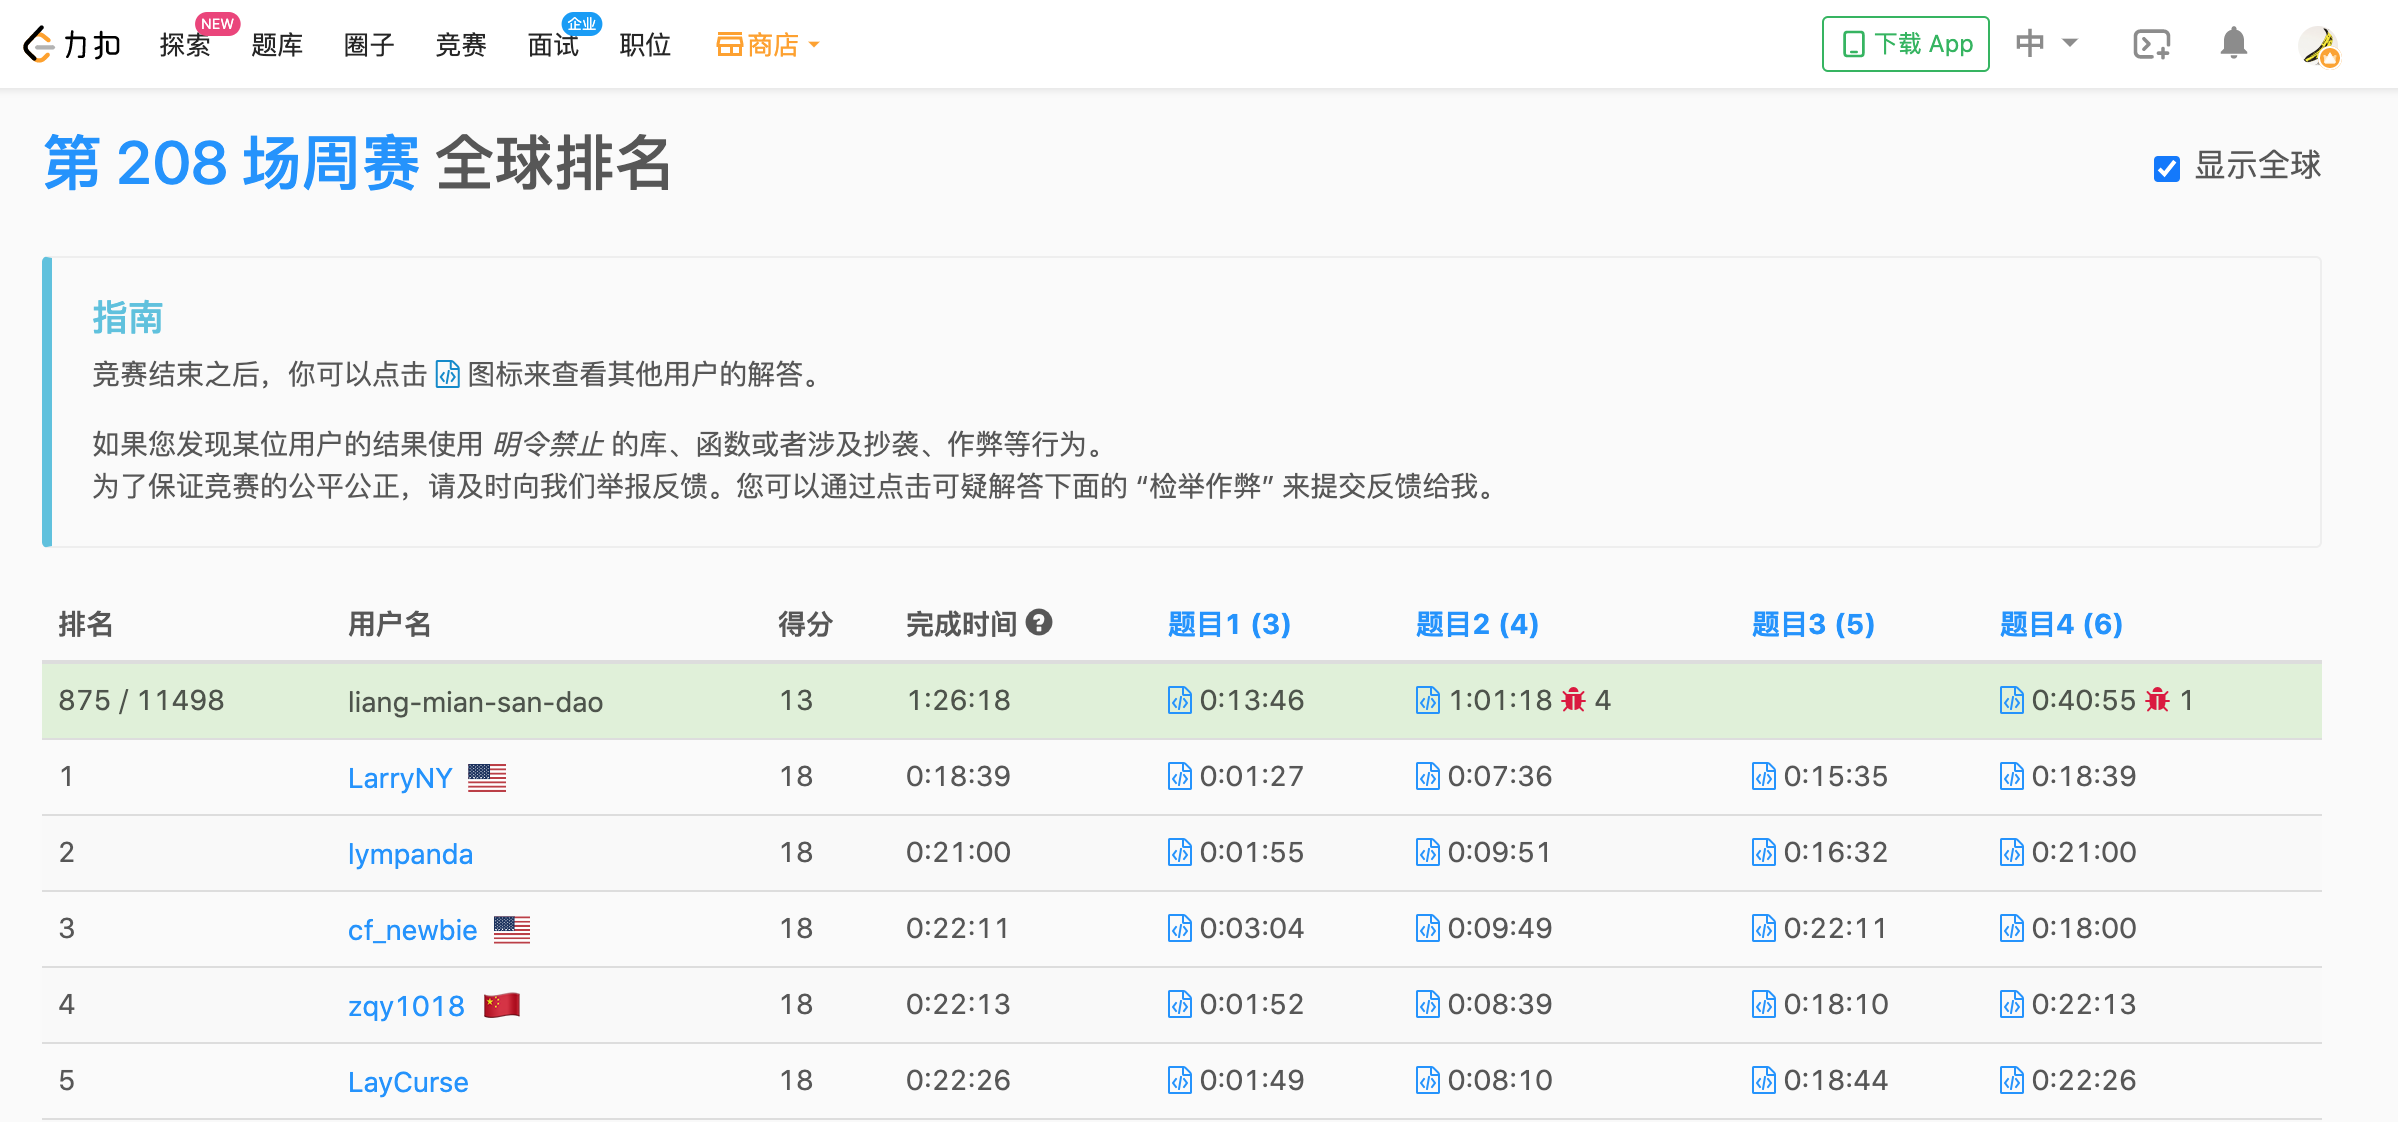 力扣 探索 NEW 题库 圈子 竞赛 面试 企业 职位 商店 下载 App 中
第 208 场周赛 全球排名 显示全球
指南
竞赛结束之后，你可以点击 图标来查看其他用户的解答。
如果您发现某位用户的结果使用 明令禁止 的库、函数或者涉及抄袭、作弊等行为。
为了保证竞赛的公平公正，请及时向我们举报反馈。您可以通过点击可疑解答下面的 “检举作弊” 来提交反馈给我。
排名 用户名 得分 完成时间 题目1 (3) 题目2 (4) 题目3 (5) 题目4 (6)
875 / 11498 liang-mian-san-dao 13 1:26:18 0:13:46 1:01:18 4 0:40:55 1
1 LarryNY 18 0:18:39 0:01:27 0:07:36 0:15:35 0:18:39
2 lympanda 18 0:21:00 0:01:55 0:09:51 0:16:32 0:21:00
3 cf_newbie 18 0:22:11 0:03:04 0:09:49 0:22:11 0:18:00
4 zqy1018 18 0:22:13 0:01:52 0:08:39 0:18:10 0:22:13
5 LayCurse 18 0:22:26 0:01:49 0:08:10 0:18:44 0:22:26